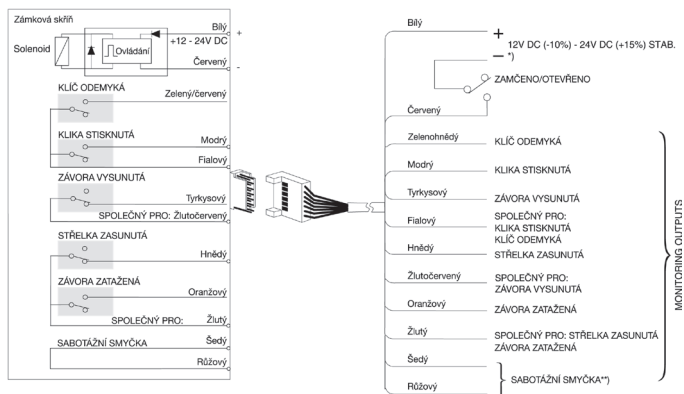 Zámková skříň
Bílý +
Solenoid
Ovládání
+12 - 24V DC
Červený -
KLÍČ ODEMYKÁ
Zelený/červený
KLIKA STISKNUTÁ
Modrý
Fialový
ZÁVORA VYSUNUTÁ
Tyrkysový
SPOLEČNÝ PRO: Žlutočervený
STŘELKA ZASUNUTÁ
Hnědý
ZÁVORA ZATAŽENÁ
Oranžový
SPOLEČNÝ PRO: Žlutý
SABOTÁŽNÍ SMYČKA
Šedý
Růžový
Bílý
+
12V DC (-10%) - 24V DC (+15%) STAB.
— *)
ZAMČENO/OTEVŘENO
Červený
Zelenohnědý KLÍČ ODEMYKÁ
Modrý KLIKA STISKNUTÁ
Tyrkysový ZÁVORA VYSUNUTÁ
Fialový SPOLEČNÝ PRO:
KLIKA STISKNUTÁ
KLÍČ ODEMYKÁ
Hnědý STŘELKA ZASUNUTÁ
Žlutočervený SPOLEČNÝ PRO:
ZÁVORA VYSUNUTÁ
Oranžový ZÁVORA ZATAŽENÁ
Žlutý SPOLEČNÝ PRO: STŘELKA ZASUNUTÁ
ZÁVORA ZATAŽENÁ
Šedý
SABOTÁŽNÍ SMYČKA**)
Růžový
MONITORING OUTPUTS